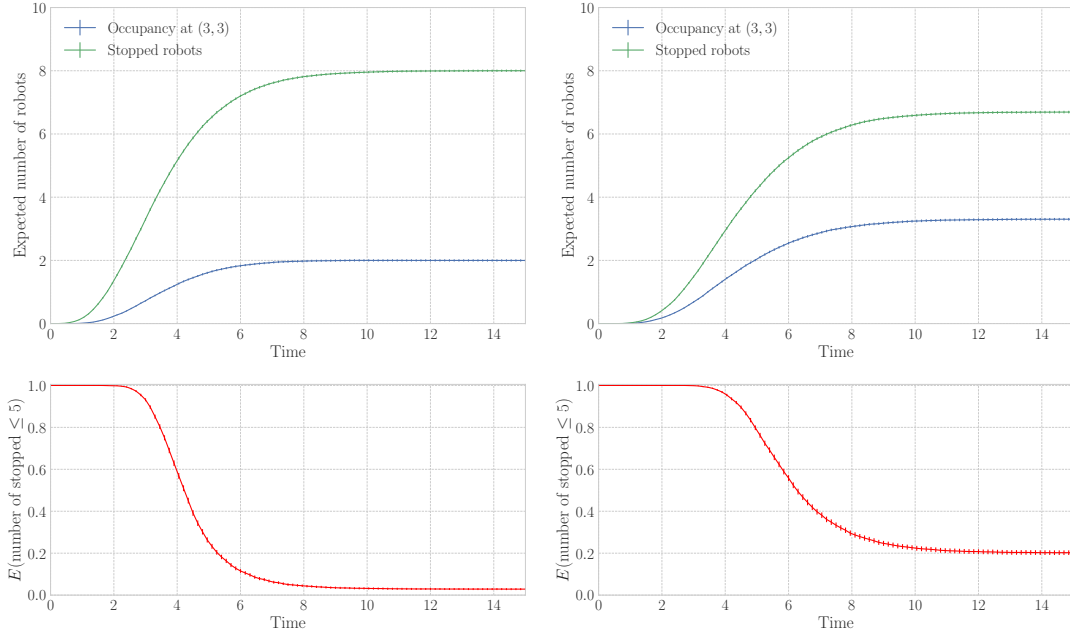 10
8
6
4
2
0
Expected number of robots
Occupancy at (3, 3)
Stopped robots
0 2 4 6 8 10 12 14
Time
10
8
6
4
2
0
Expected number of robots
Occupancy at (3, 3)
Stopped robots
0 2 4 6 8 10 12 14
Time
1.0
0.8
0.6
0.4
0.2
0.0
E(number of stopped ≤ 5)
0 2 4 6 8 10 12 14
Time
1.0
0.8
0.6
0.4
0.2
0.0
E(number of stopped ≤ 5)
0 2 4 6 8 10 12 14
Time